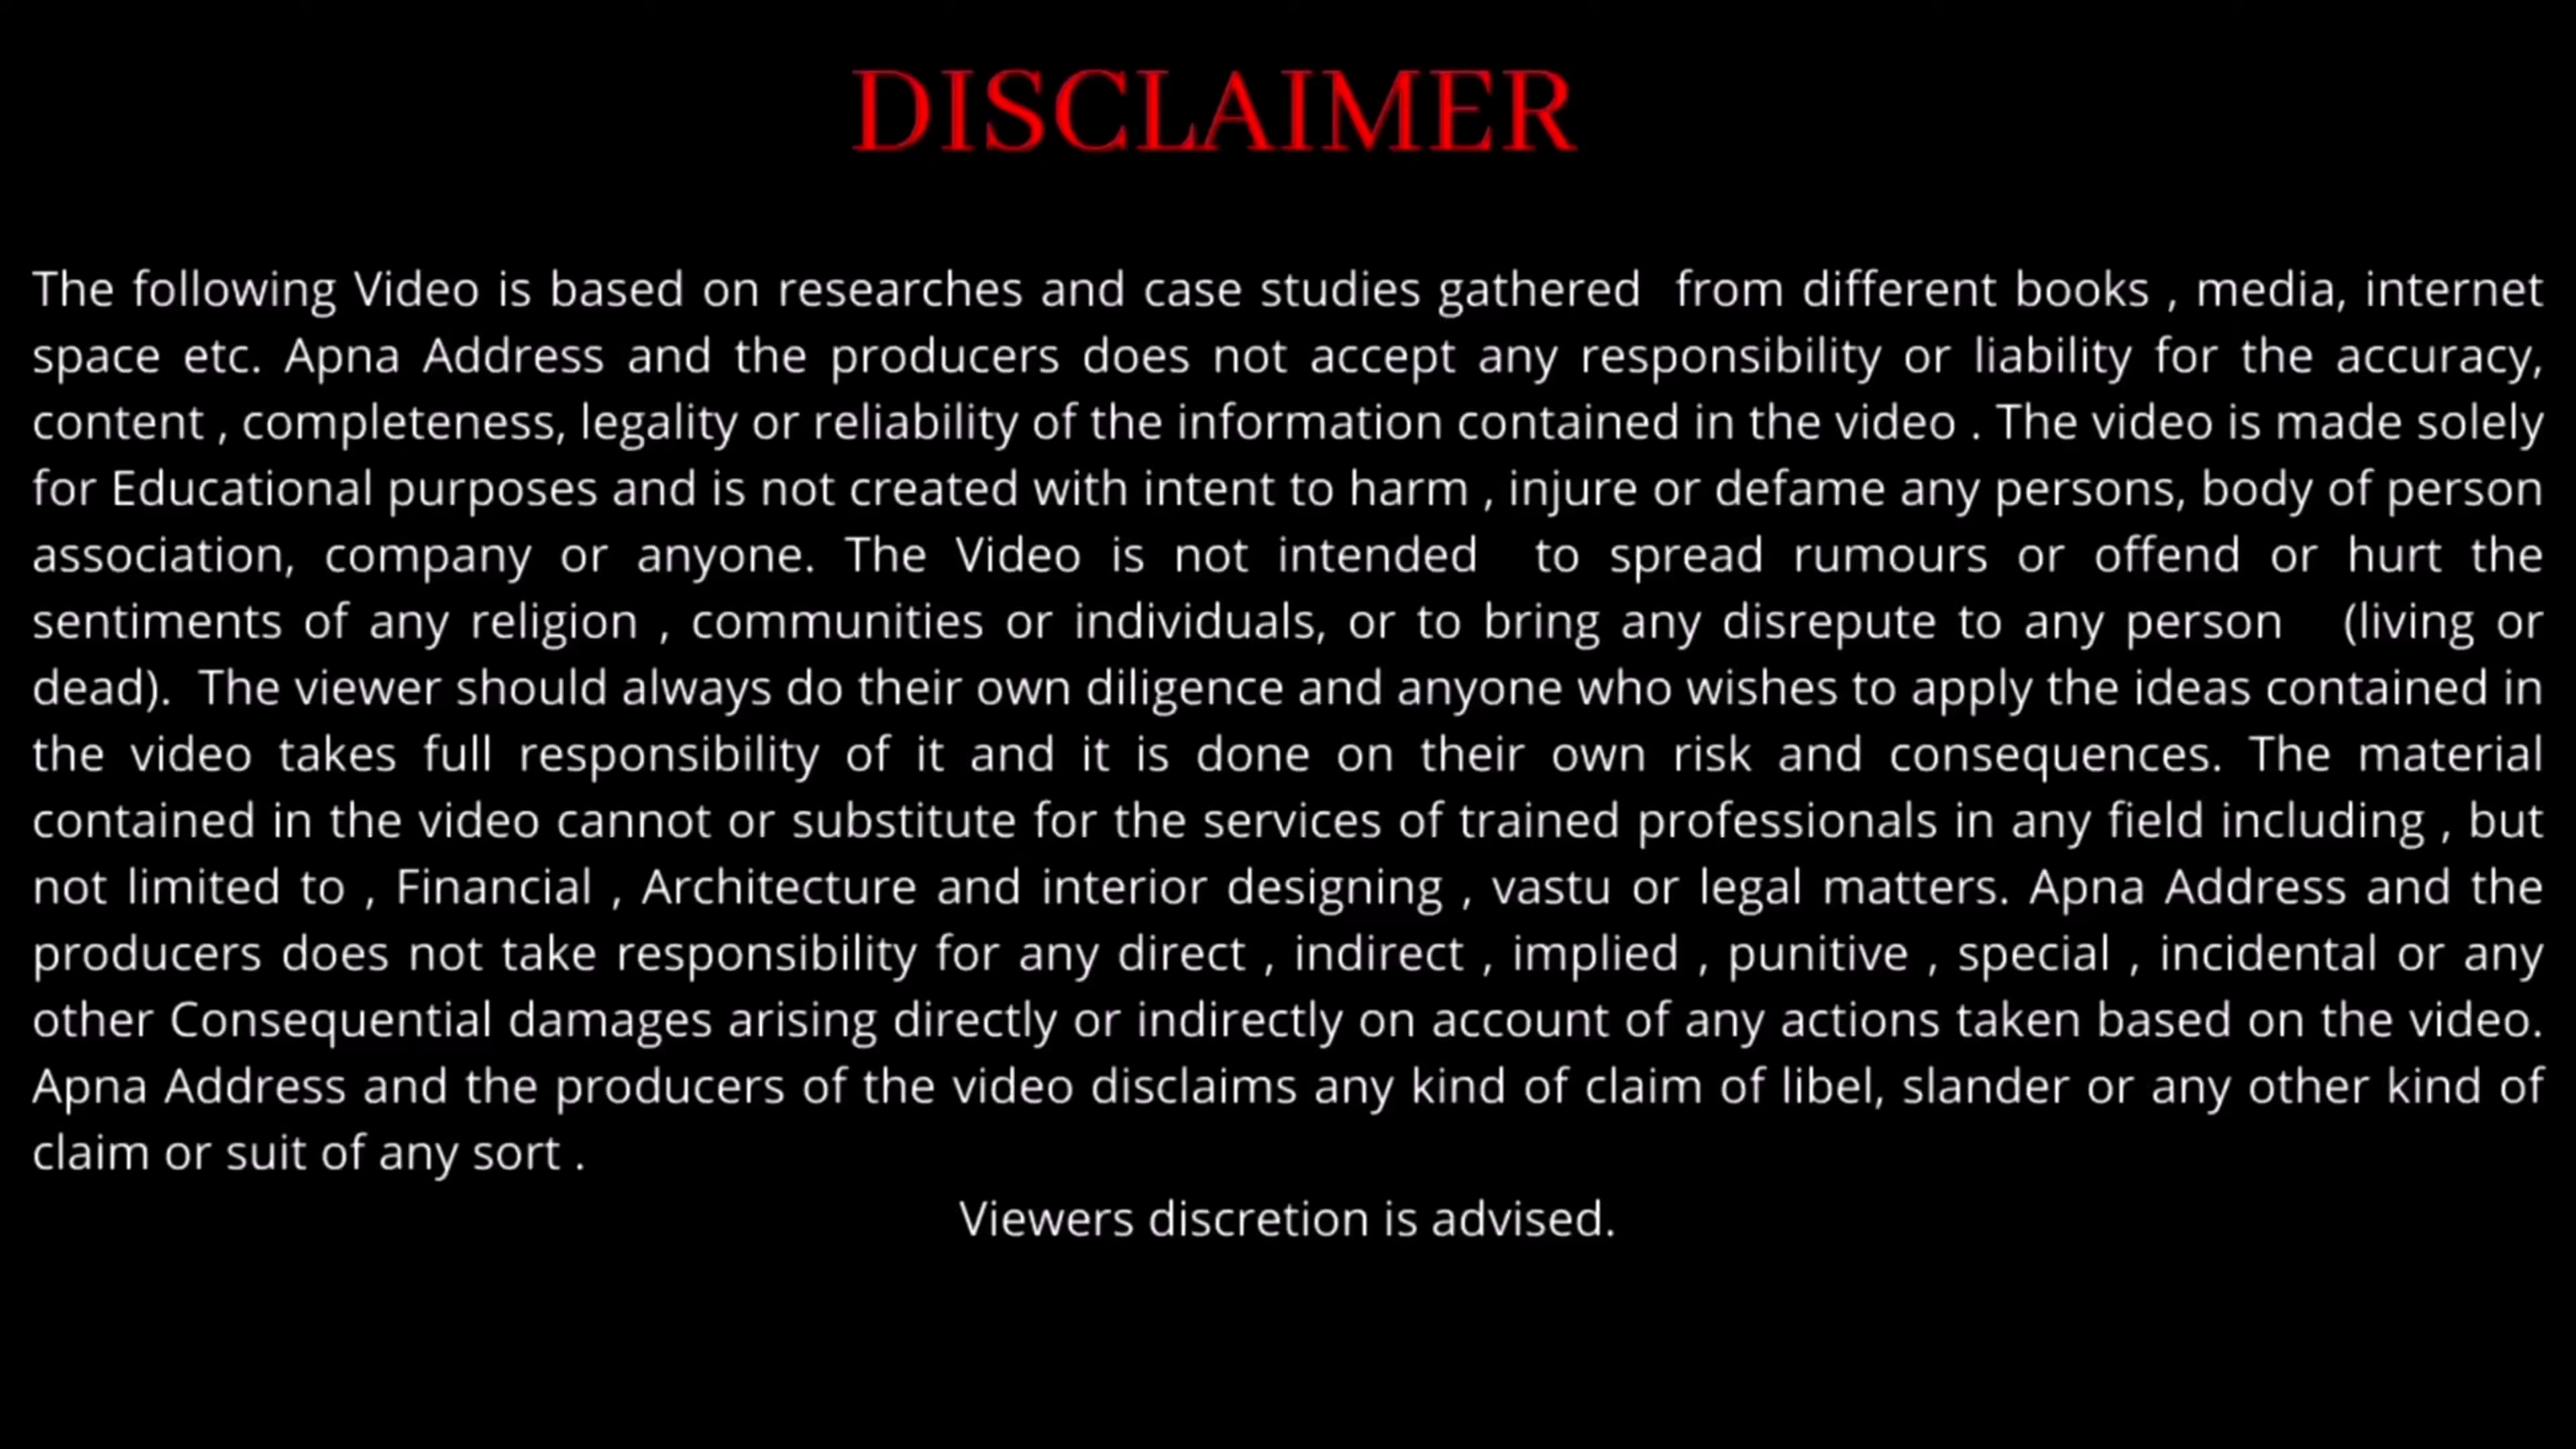 DISCLAIMER
The following Video is based on researches and case studies gathered  from different books , media, internet
space etc. Apna Address and the producers does not accept any responsibility or liability for the accuracy,
content , completeness, legality or reliability of the information contained in the video . The video is made solely
for Educational purposes and is not created with intent to harm , injure or defame any persons, body of person
association, company or anyone. The Video is not intended  to spread rumours or offend or hurt the
sentiments of any religion , communities or individuals, or to bring any disrepute to any person  (living or
dead).  The viewer should always do their own diligence and anyone who wishes to apply the ideas contained in
the video takes full responsibility of it and it is done on their own risk and consequences. The material
contained in the video cannot or substitute for the services of trained professionals in any field including , but
not limited to , Financial , Architecture and interior designing , vastu or legal matters. Apna Address and the
producers does not take responsibility for any direct , indirect , implied , punitive , special , incidental or any
other Consequential damages arising directly or indirectly on account of any actions taken based on the video.
Apna Address and the producers of the video disclaims any kind of claim of libel, slander or any other kind of
claim or suit of any sort .
Viewers discretion is advised.